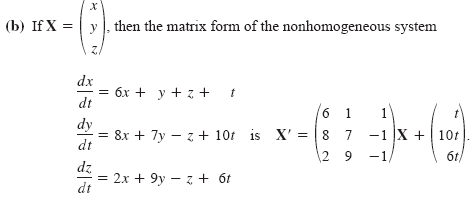 (b) If X = ( x
y
z ), then the matrix form of the nonhomogeneous system
dx/dt = 6x + y + z + t
dy/dt = 8x + 7y − z + 10t is X′ = ( 6 1 1
8 7 −1
2 9 −1 ) X + ( t
10t
6t ).
dz/dt = 2x + 9y − z + 6t